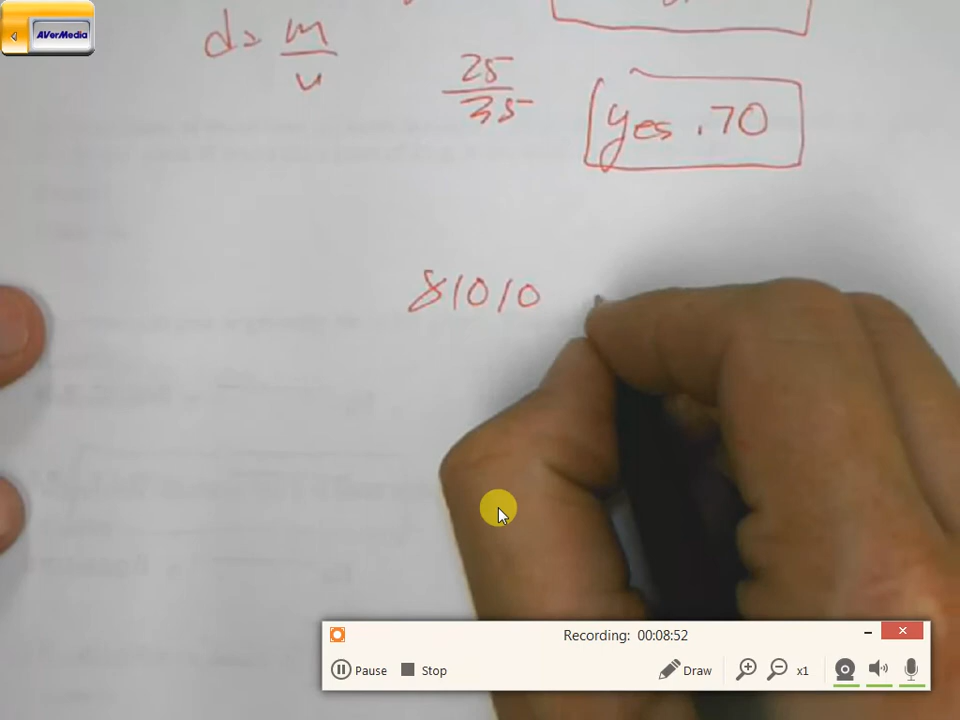 AVerMedia
d= m
v
25
35
yes .70
81010
Recording: 00:08:52
Pause Stop Draw x1